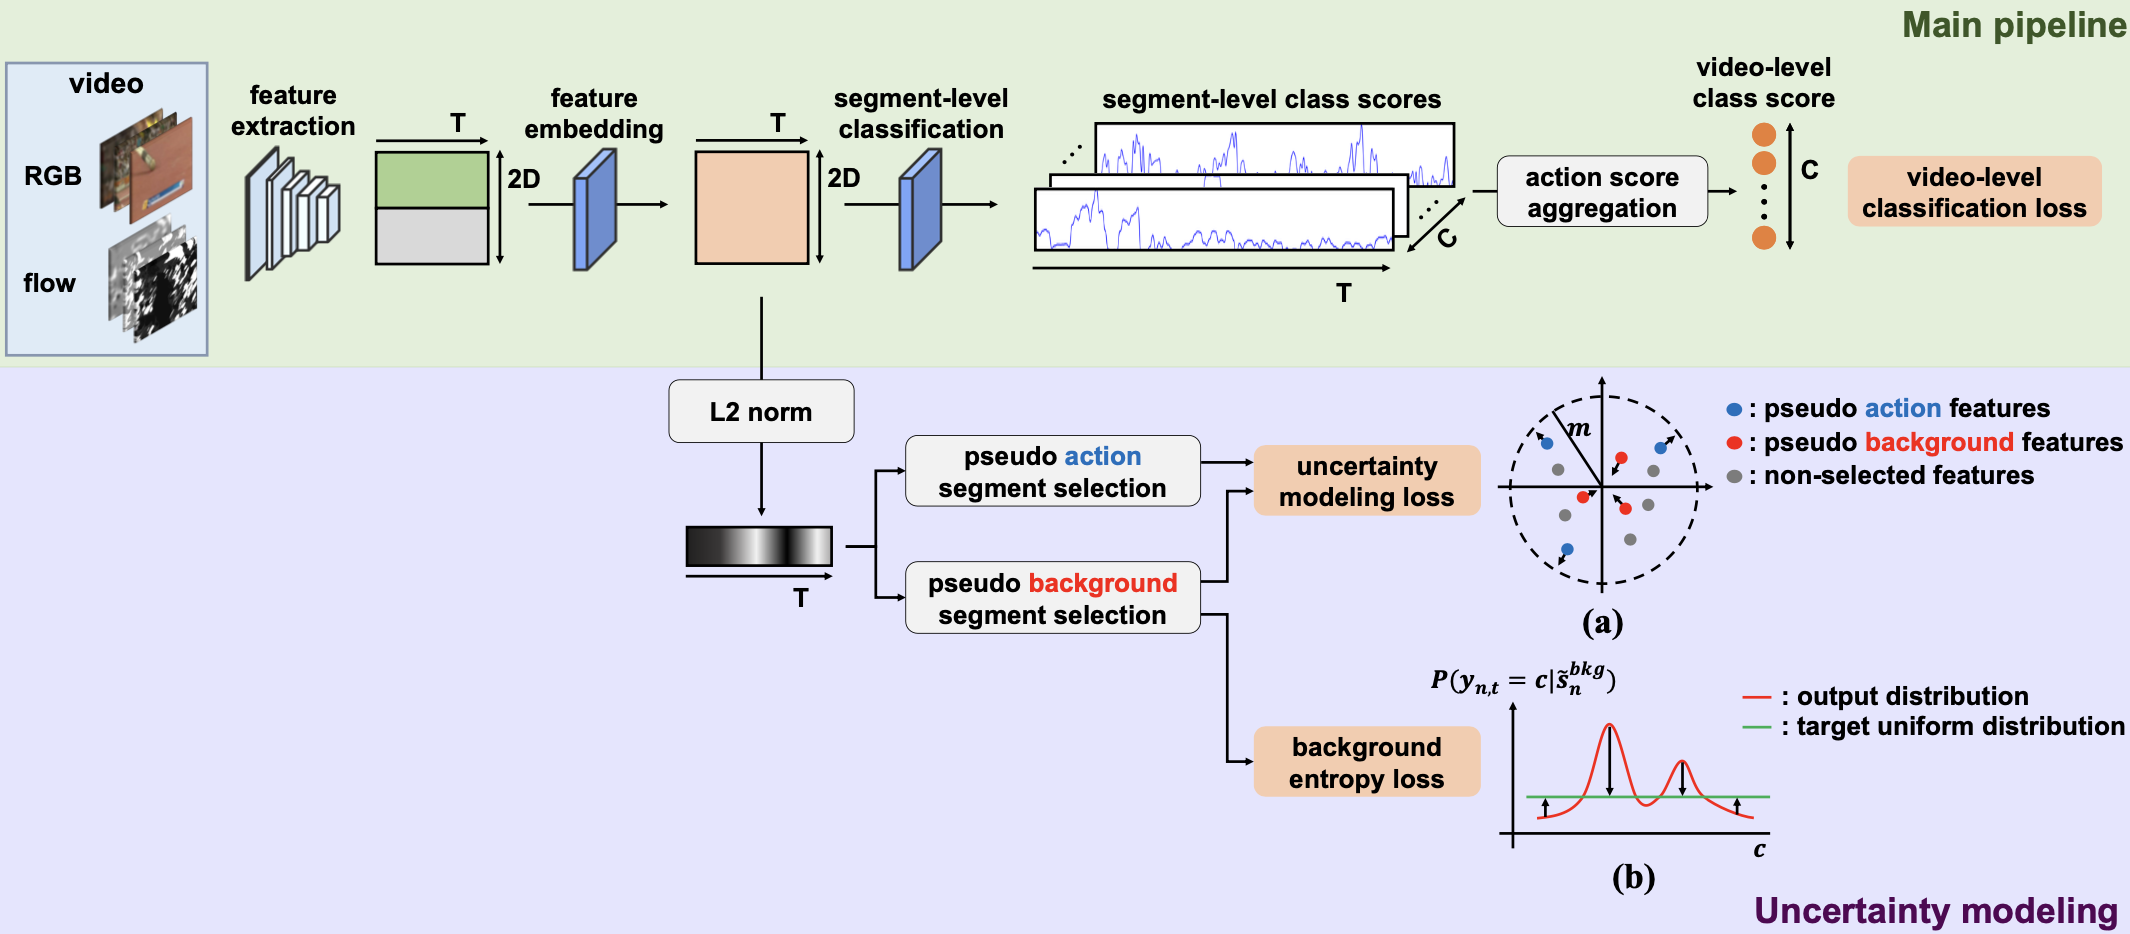 Main pipeline
video
RGB
flow
feature
extraction
T
2D
feature
embedding
T
2D
segment-level
classification
segment-level class scores
C
T
action score
aggregation
video-level
class score
C
video-level
classification loss
L2 norm
T
pseudo action
segment selection
pseudo background
segment selection
uncertainty
modeling loss
background
entropy loss
m
(a)
: pseudo action features
: pseudo background features
: non-selected features
P(y_{n,t} = c|s̃_n^{bkg})
c
(b)
: output distribution
: target uniform distribution
Uncertainty modeling